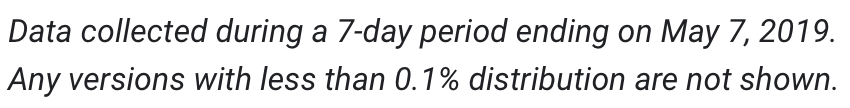 Data collected during a 7-day period ending on May 7, 2019.
Any versions with less than 0.1% distribution are not shown.